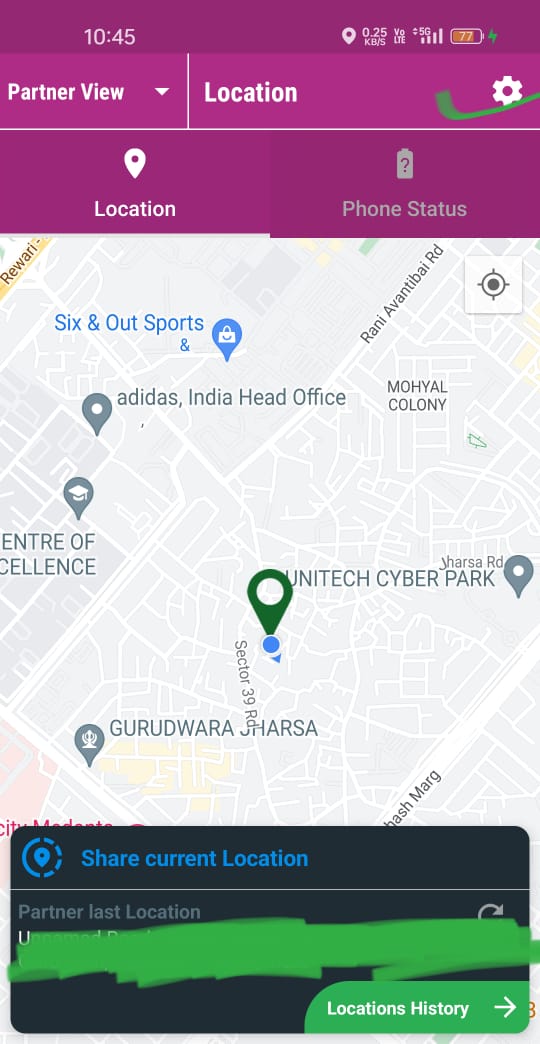 10:45
0.25 KB/S Vo LTE 5G 77
Partner View
Location
Location
Phone Status
Rewari -
Rani Avantibai Rd
Six & Out Sports
&
adidas, India Head Office
,
MOHYAL
COLONY
ENTRE OF
CELLENCE
Jharsa Rd
UNITECH CYBER PARK
Sector 39 Rd
GURUDWARA JHARSA
hash Marg
city Medanta
Share current Location
Partner last Location
Locations History